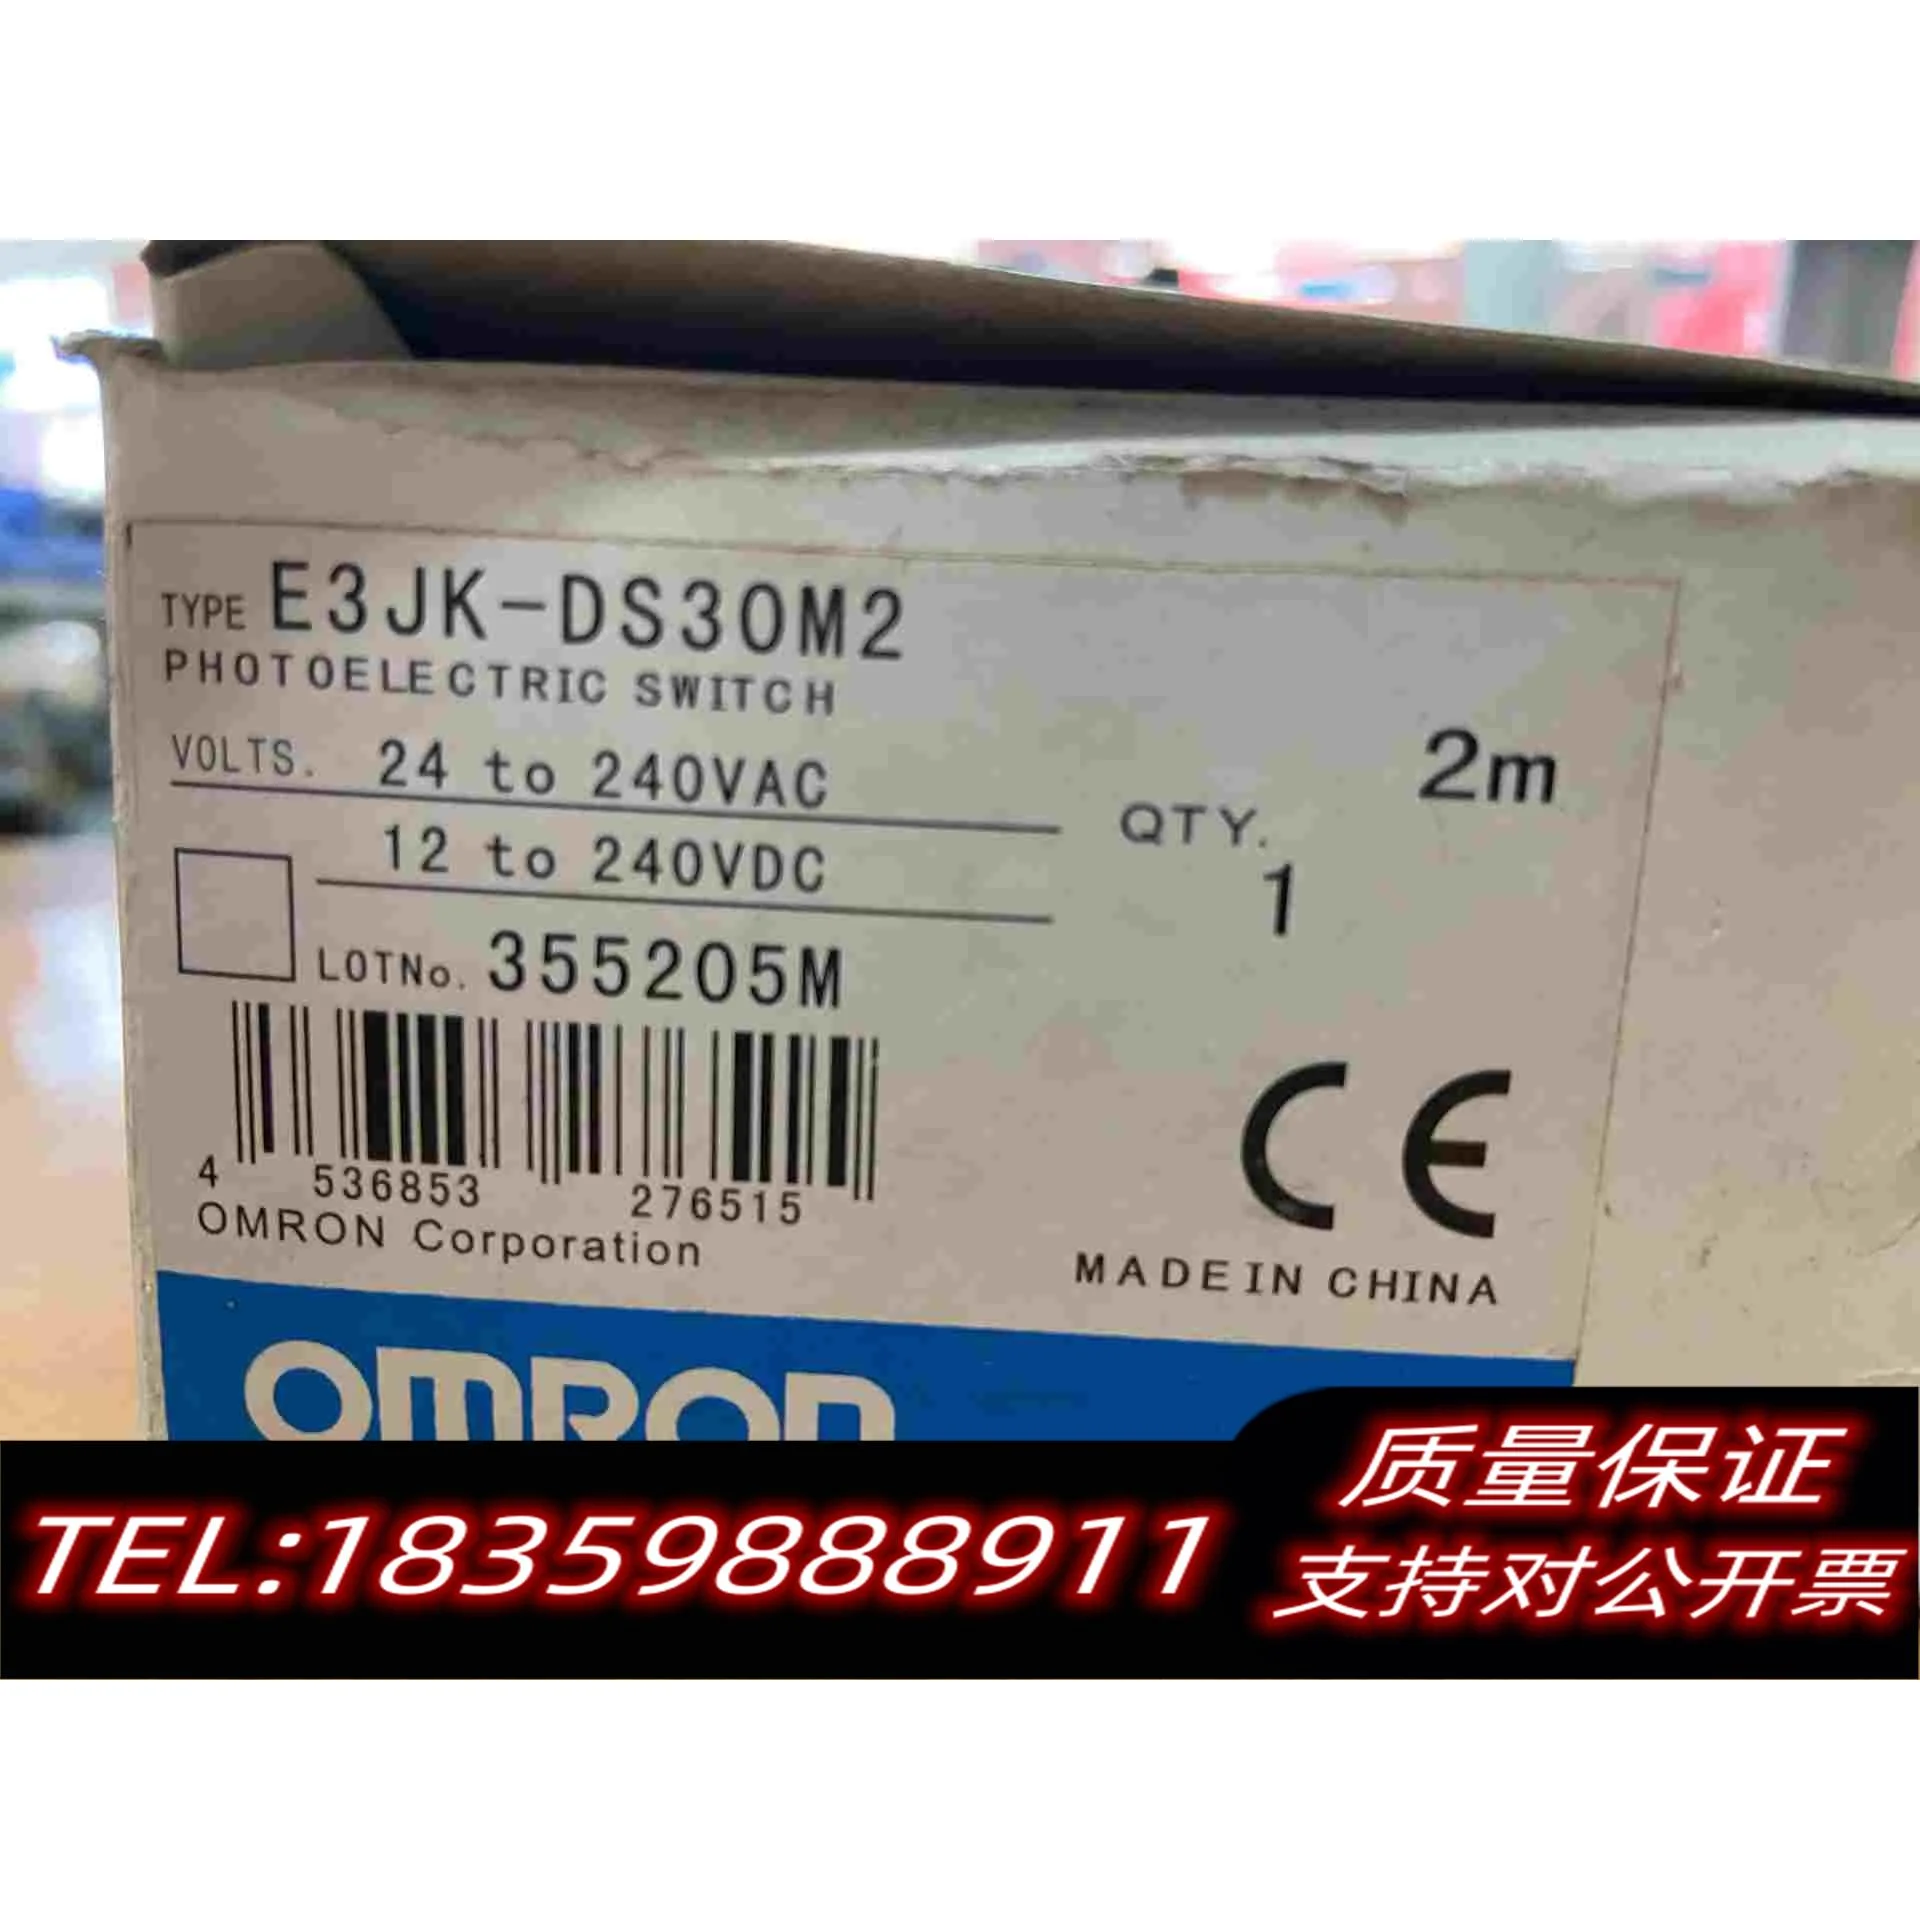 TYPE E3JK-DS30M2
PHOTOELECTRIC SWITCH
VOLTS. 24 to 240VAC
12 to 240VDC
2m
QTY.
1
LOTNo. 355205M
4 536853 276515
OMRON Corporation
CE
MADE IN CHINA
OMRON
质量保证
TEL:18359888911
支持对公开票